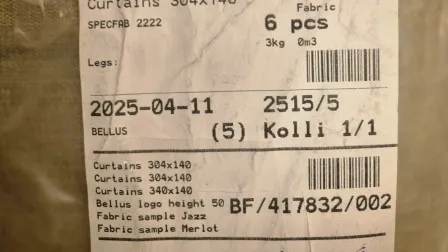 Curtains 304x140
Fabric
SPECFAB 2222
6 pcs
3kg 0m3
Legs:
2025-04-11 2515/5
BELLUS (5) Kolli 1/1
Curtains 304x140
Curtains 304x140
Curtains 340x140
Bellus logo height 50 BF/417832/002
Fabric sample Jazz
Fabric sample Merlot